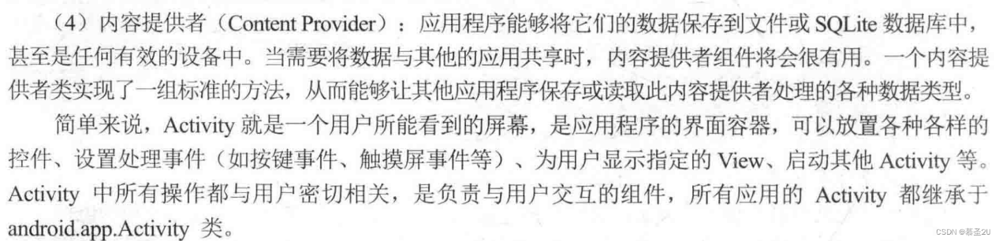 （4）内容提供者（Content Provider）：应用程序能够将它们的数据保存到文件或 SQLite 数据库中，
甚至是任何有效的设备中。当需要将数据与其他的应用共享时，内容提供者组件将会很有用。一个内容提
供者类实现了一组标准的方法，从而能够让其他应用程序保存或读取此内容提供者处理的各种数据类型。
简单来说，Activity 就是一个用户所能看到的屏幕，是应用程序的界面容器，可以放置各种各样的
控件、设置处理事件（如按键事件、触摸屏事件等）、为用户显示指定的 View、启动其他 Activity 等。
Activity 中所有操作都与用户密切相关，是负责与用户交互的组件，所有应用的 Activity 都继承于
android.app.Activity 类。
CSDN @慕圣2U